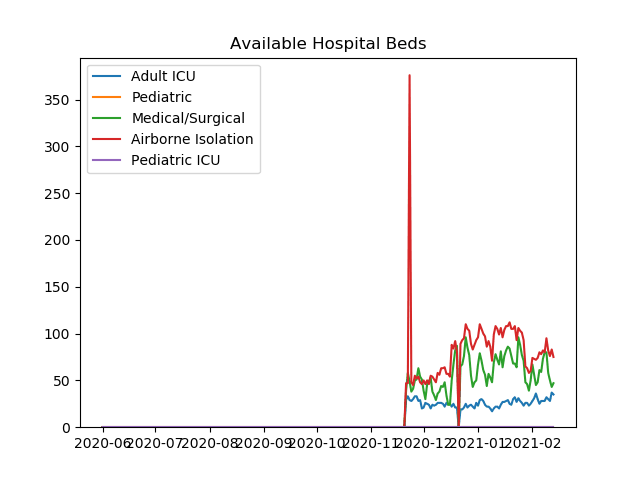 Available Hospital Beds
Adult ICU
Pediatric
Medical/Surgical
Airborne Isolation
Pediatric ICU
350
300
250
200
150
100
50
0
2020-06 2020-07 2020-08 2020-09 2020-10 2020-11 2020-12 2021-01 2021-02